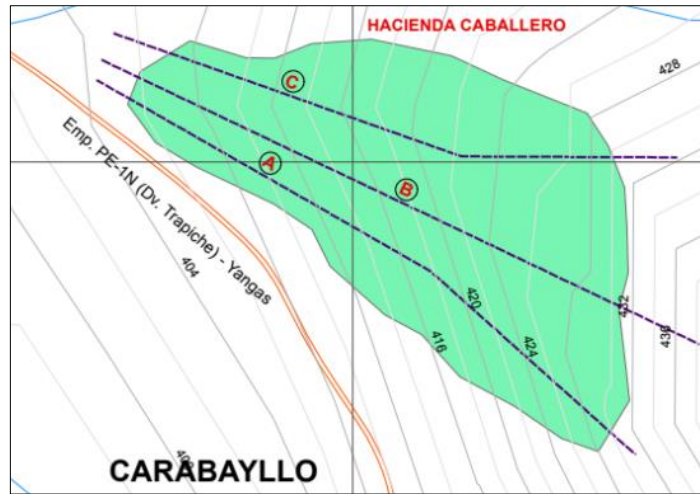 HACIENDA CABALLERO
428
C
Emp. PE-1N (Dv. Trapiche) - Yangas
A
B
404
420
432
436
416
424
CARABAYLLO